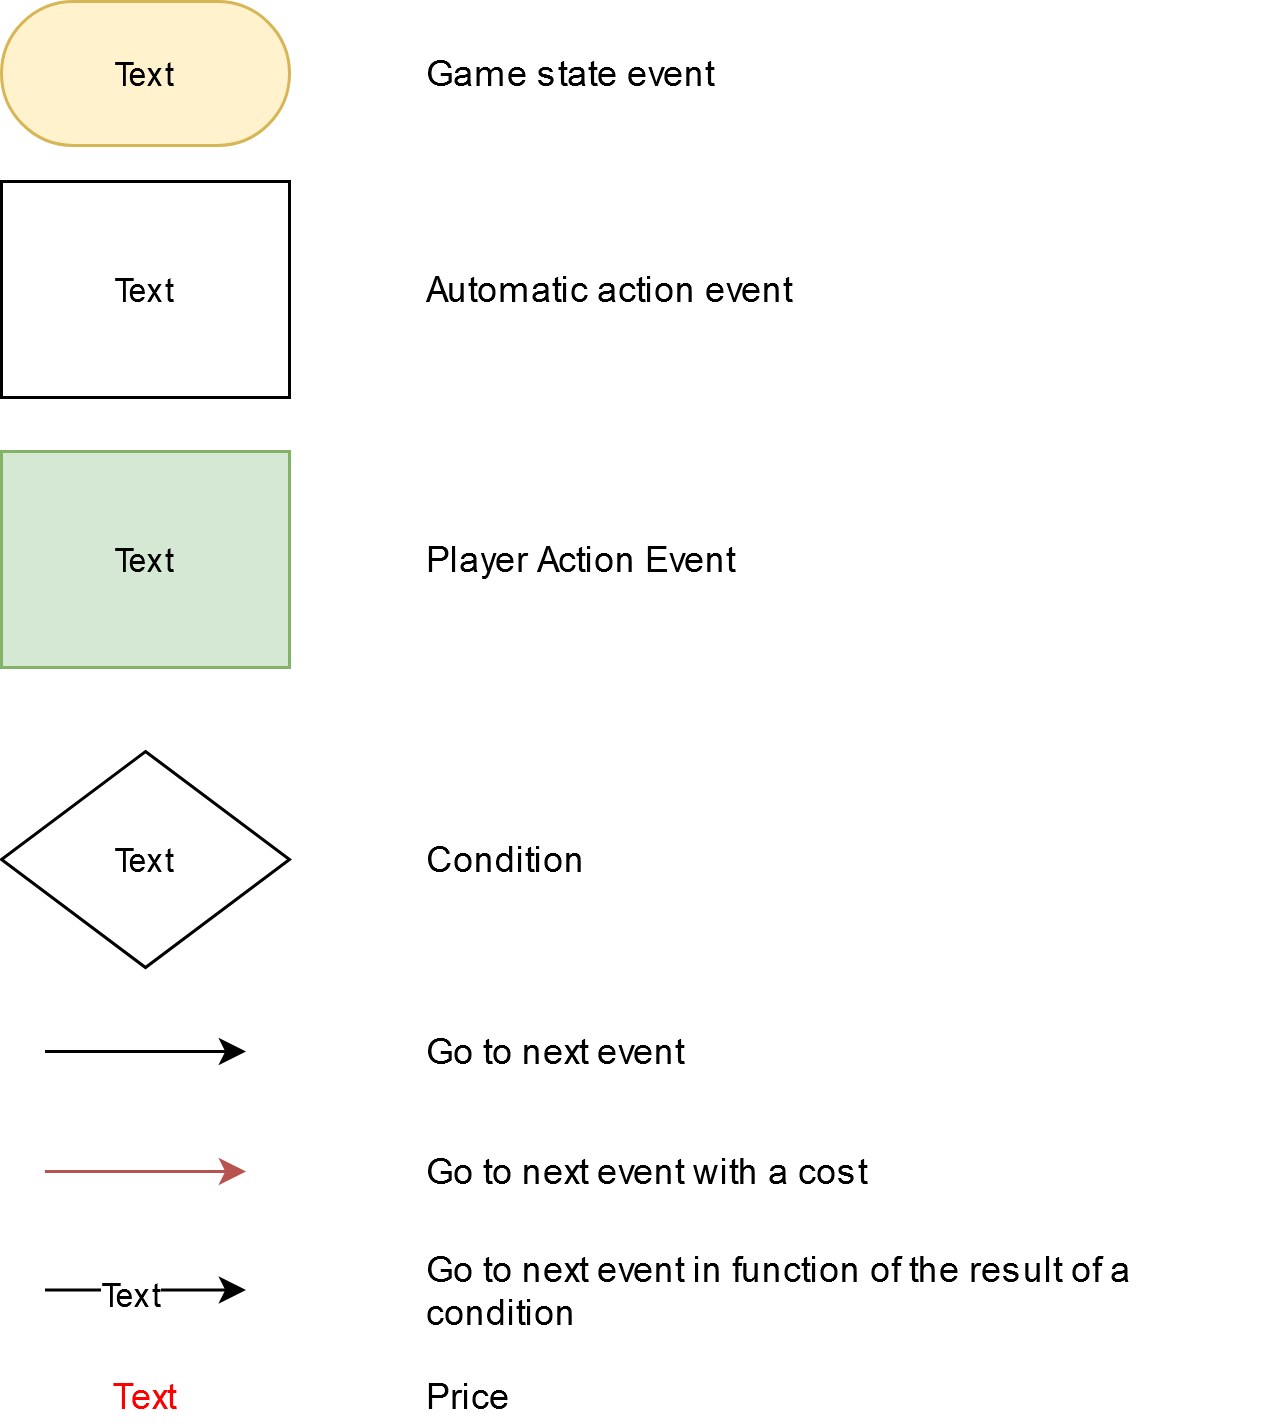 Text
Game state event
Text
Automatic action event
Text
Player Action Event
Text
Condition
Go to next event
Go to next event with a cost
Text
Go to next event in function of the result of a
condition
Text
Price